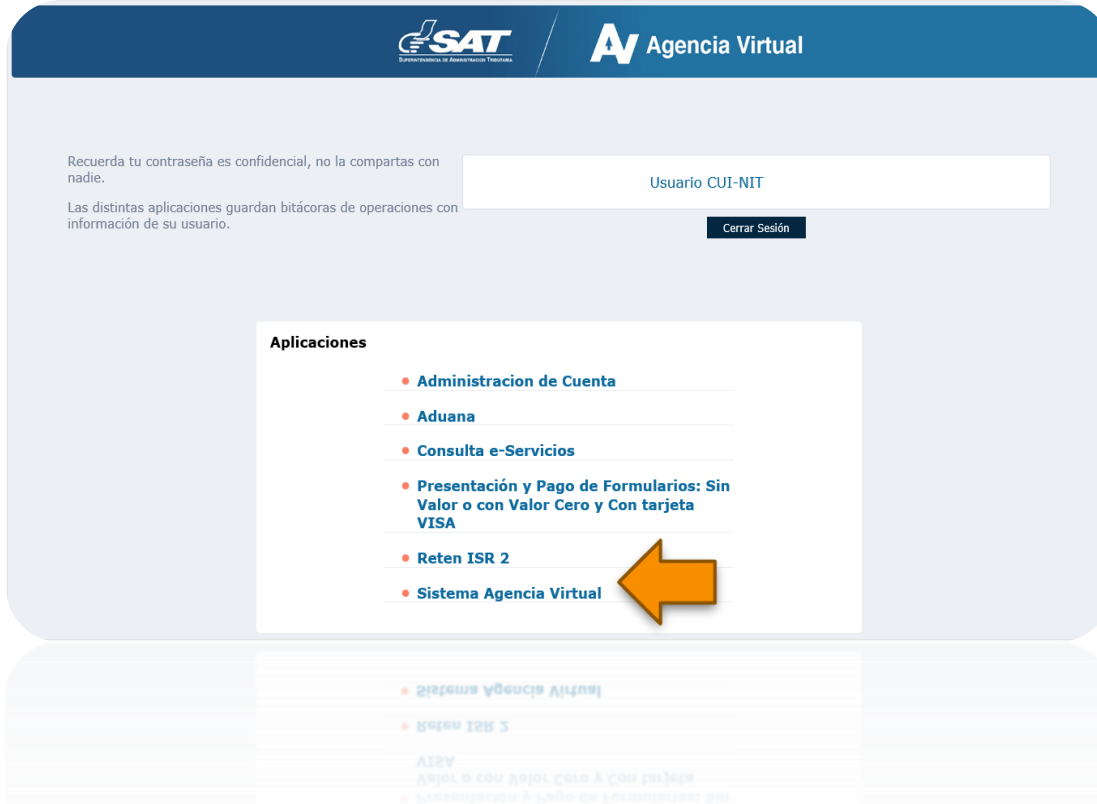 SAT
SUPERINTENDENCIA DE ADMINISTRACION TRIBUTARIA
AV Agencia Virtual
Recuerda tu contraseña es confidencial, no la compartas con
nadie.
Las distintas aplicaciones guardan bitácoras de operaciones con
información de su usuario.
Usuario CUI-NIT
Cerrar Sesión
Aplicaciones
Administracion de Cuenta
Aduana
Consulta e-Servicios
Presentación y Pago de Formularios: Sin
Valor o con Valor Cero y Con tarjeta
VISA
Reten ISR 2
Sistema Agencia Virtual